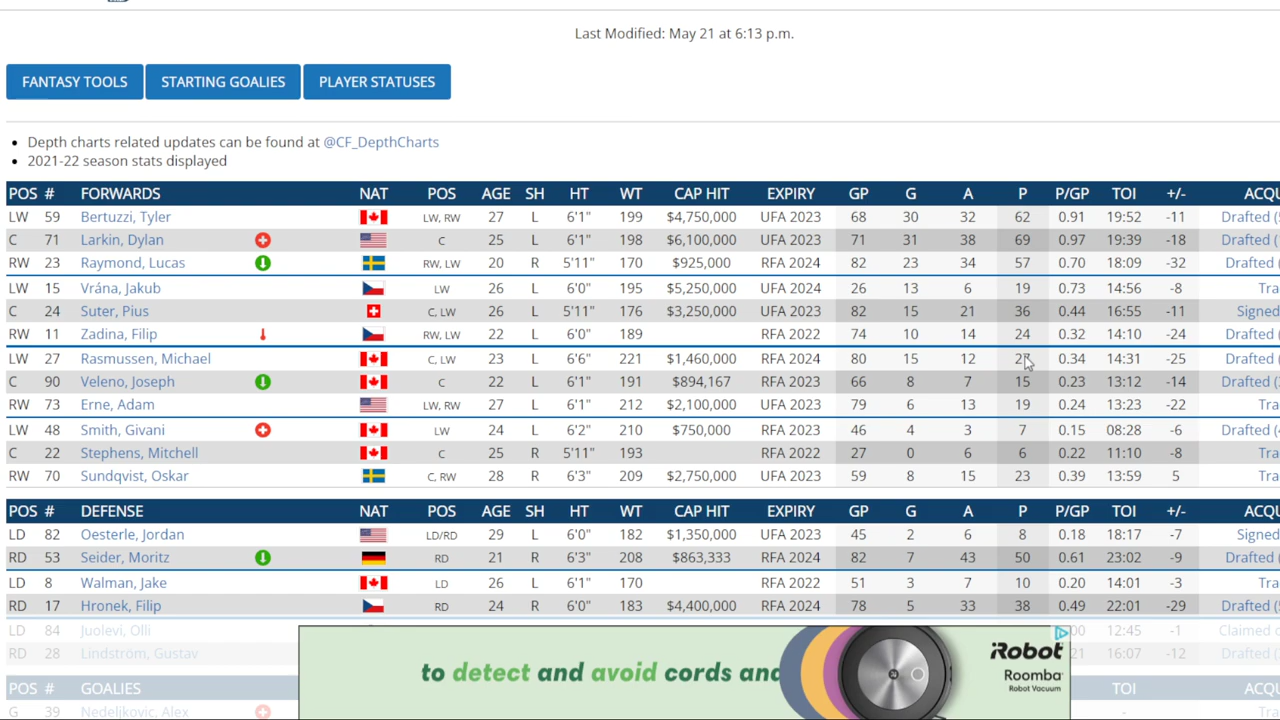 Last Modified: May 21 at 6:13 p.m.
FANTASY TOOLS STARTING GOALIES PLAYER STATUSES
• Depth charts related updates can be found at @CF_DepthCharts
• 2021-22 season stats displayed
POS # FORWARDS NAT POS AGE SH HT WT CAP HIT EXPIRY GP G A P P/GP TOI +/- ACQU
LW 59 Bertuzzi, Tyler LW, RW 27 L 6'1" 199 $4,750,000 UFA 2023 68 30 32 62 0.91 19:52 -11 Drafted
C 71 Larkin, Dylan C 25 L 6'1" 198 $6,100,000 UFA 2023 71 31 38 69 0.97 19:39 -18 Drafted
RW 23 Raymond, Lucas RW, LW 20 R 5'11" 170 $925,000 RFA 2024 82 23 34 57 0.70 18:09 -32 Drafted
LW 15 Vrána, Jakub LW 26 L 6'0" 195 $5,250,000 UFA 2024 26 13 6 19 0.73 14:56 -8 Tra
C 24 Suter, Pius C, LW 26 L 5'11" 176 $3,250,000 UFA 2023 82 15 21 36 0.44 16:55 -11 Signed
RW 11 Zadina, Filip RW, LW 22 L 6'0" 189 RFA 2022 74 10 14 24 0.32 14:10 -24 Drafted
LW 27 Rasmussen, Michael C, LW 23 L 6'6" 221 $1,460,000 RFA 2024 80 15 12 27 0.34 14:31 -25 Drafted
C 90 Veleno, Joseph C 22 L 6'1" 191 $894,167 RFA 2023 66 8 7 15 0.23 13:12 -14 Drafted
RW 73 Erne, Adam LW, RW 27 L 6'1" 212 $2,100,000 UFA 2023 79 6 13 19 0.24 13:23 -22 Tra
LW 48 Smith, Givani LW 24 L 6'2" 210 $750,000 RFA 2023 46 4 3 7 0.15 08:28 -6 Drafted
C 22 Stephens, Mitchell C 25 R 5'11" 193 RFA 2022 27 0 6 6 0.22 11:10 -8 Tra
RW 70 Sundqvist, Oskar C, RW 28 R 6'3" 209 $2,750,000 UFA 2023 59 8 15 23 0.39 13:59 5 Tra
POS # DEFENSE NAT POS AGE SH HT WT CAP HIT EXPIRY GP G A P P/GP TOI +/- ACQU
LD 82 Oesterle, Jordan LD/RD 29 L 6'0" 182 $1,350,000 UFA 2023 45 2 6 8 0.18 18:17 -7 Signed
RD 53 Seider, Moritz RD 21 R 6'3" 208 $863,333 RFA 2024 82 7 43 50 0.61 23:02 -9 Drafted
LD 8 Walman, Jake LD 26 L 6'1" 170 RFA 2022 51 3 7 10 0.20 14:01 -3 Tra
RD 17 Hronek, Filip RD 24 R 6'0" 183 $4,400,000 RFA 2024 78 5 33 38 0.49 22:01 -29 Drafted
LD 84 Juolevi, Olli 00 12:45 -1 Claimed
RD 28 Lindström, Gustav 21 16:07 -12 Drafted
to detect and avoid cords and
iRobot
Roomba
Robot Vacuum
POS # GOALIES TOI +/- ACQU
G 39 Nedeljkovic, Alex - -